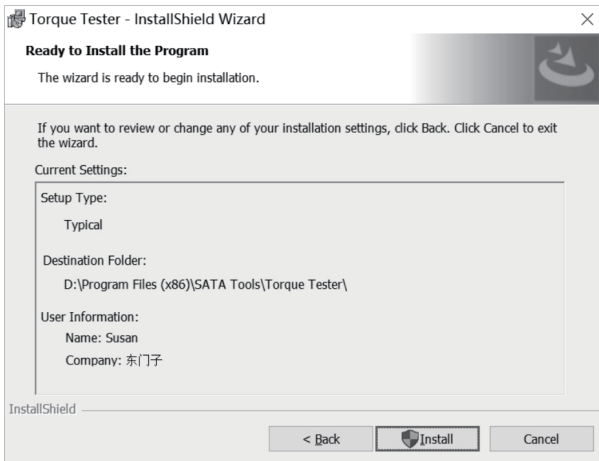 Torque Tester - InstallShield Wizard
Ready to Install the Program
The wizard is ready to begin installation.
If you want to review or change any of your installation settings, click Back. Click Cancel to exit
the wizard.
Current Settings:
Setup Type:
Typical
Destination Folder:
D:\Program Files (x86)\SATA Tools\Torque Tester\
User Information:
Name: Susan
Company: 东门子
InstallShield
< Back
Install
Cancel